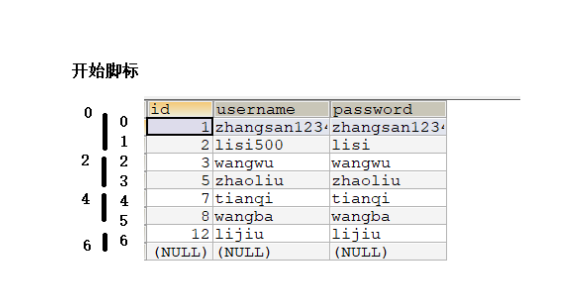 开始脚标
id username password
0 0 1 zhangsan1234 zhangsan1234
1 2 lisi500 lisi
2 2 3 wangwu wangwu
3 5 zhaoliu zhaoliu
4 4 7 tianqi tianqi
5 8 wangba wangba
6 6 12 lijiu lijiu
(NULL) (NULL) (NULL)